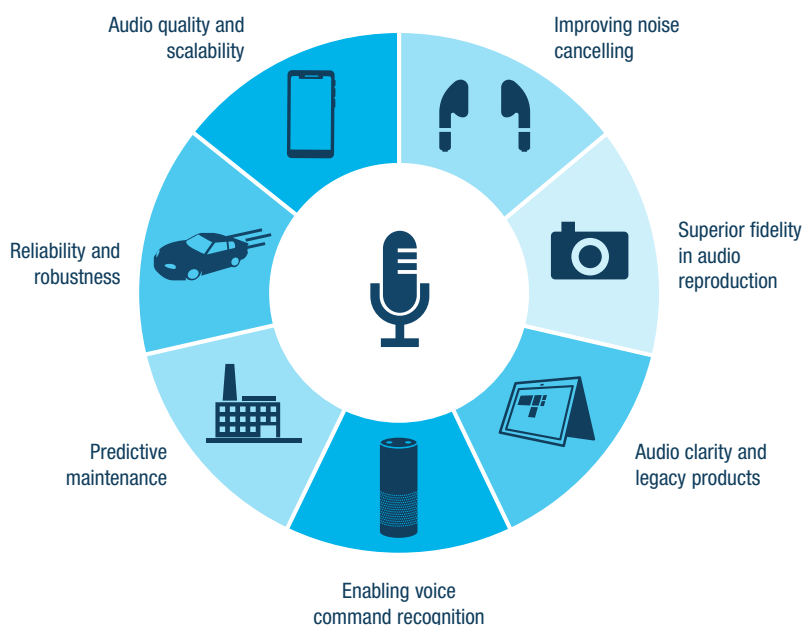 Audio quality and
scalability
Improving noise
cancelling
Reliability and
robustness
Superior fidelity
in audio
reproduction
Predictive
maintenance
Audio clarity and
legacy products
Enabling voice
command recognition